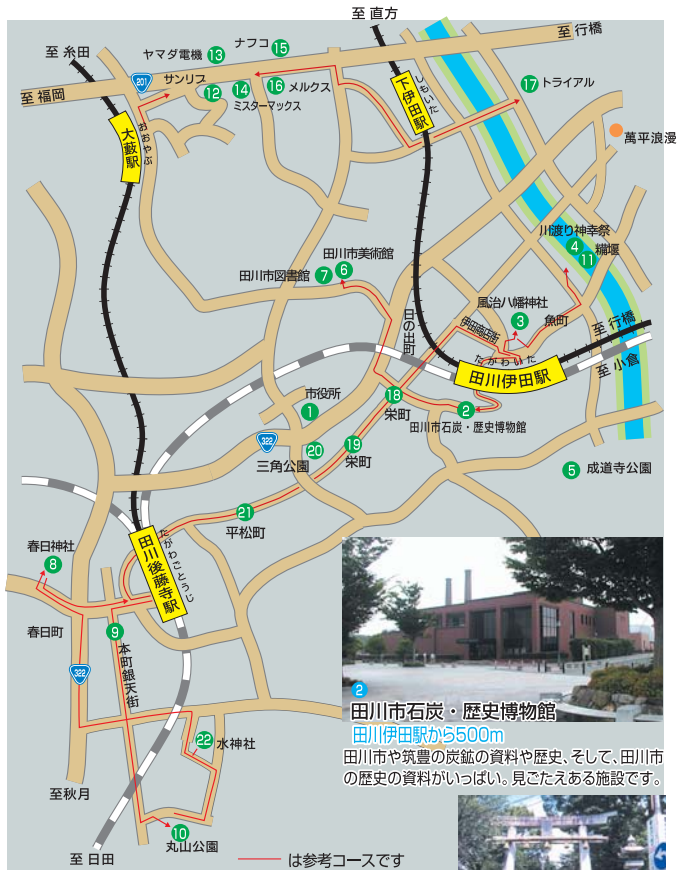 至 直方
至 行橋
至 糸田
ヤマダ電機 13
ナフコ 15
201
サンリブ
12
14
ミスターマックス
16 メルクス
至 福岡
下伊田駅
しもいた
17 トライアル
大藪駅
おおやぶ
萬平浪漫
川渡り神幸祭
4
11
糒堰
田川市美術館
田川市図書館 7 6
風治八幡神社
3
魚町
日の出町
伊田商店街
至 行橋
至 小倉
たがわいた
田川伊田駅
市役所
1
18
栄町
2
田川市石炭・歴史博物館
322
三角公園
20
19
栄町
5 成道寺公園
21
平松町
春日神社
8
田川後藤寺駅
たがわごとうじ
春日町
9
本町銀天街
322
22 水神社
至秋月
10
丸山公園
至 日田
は参考コースです
2
田川市石炭・歴史博物館
田川伊田駅から500m
田川市や筑豊の炭鉱の資料や歴史、そして、田川市
の歴史の資料がいっぱい。見ごたえある施設です。